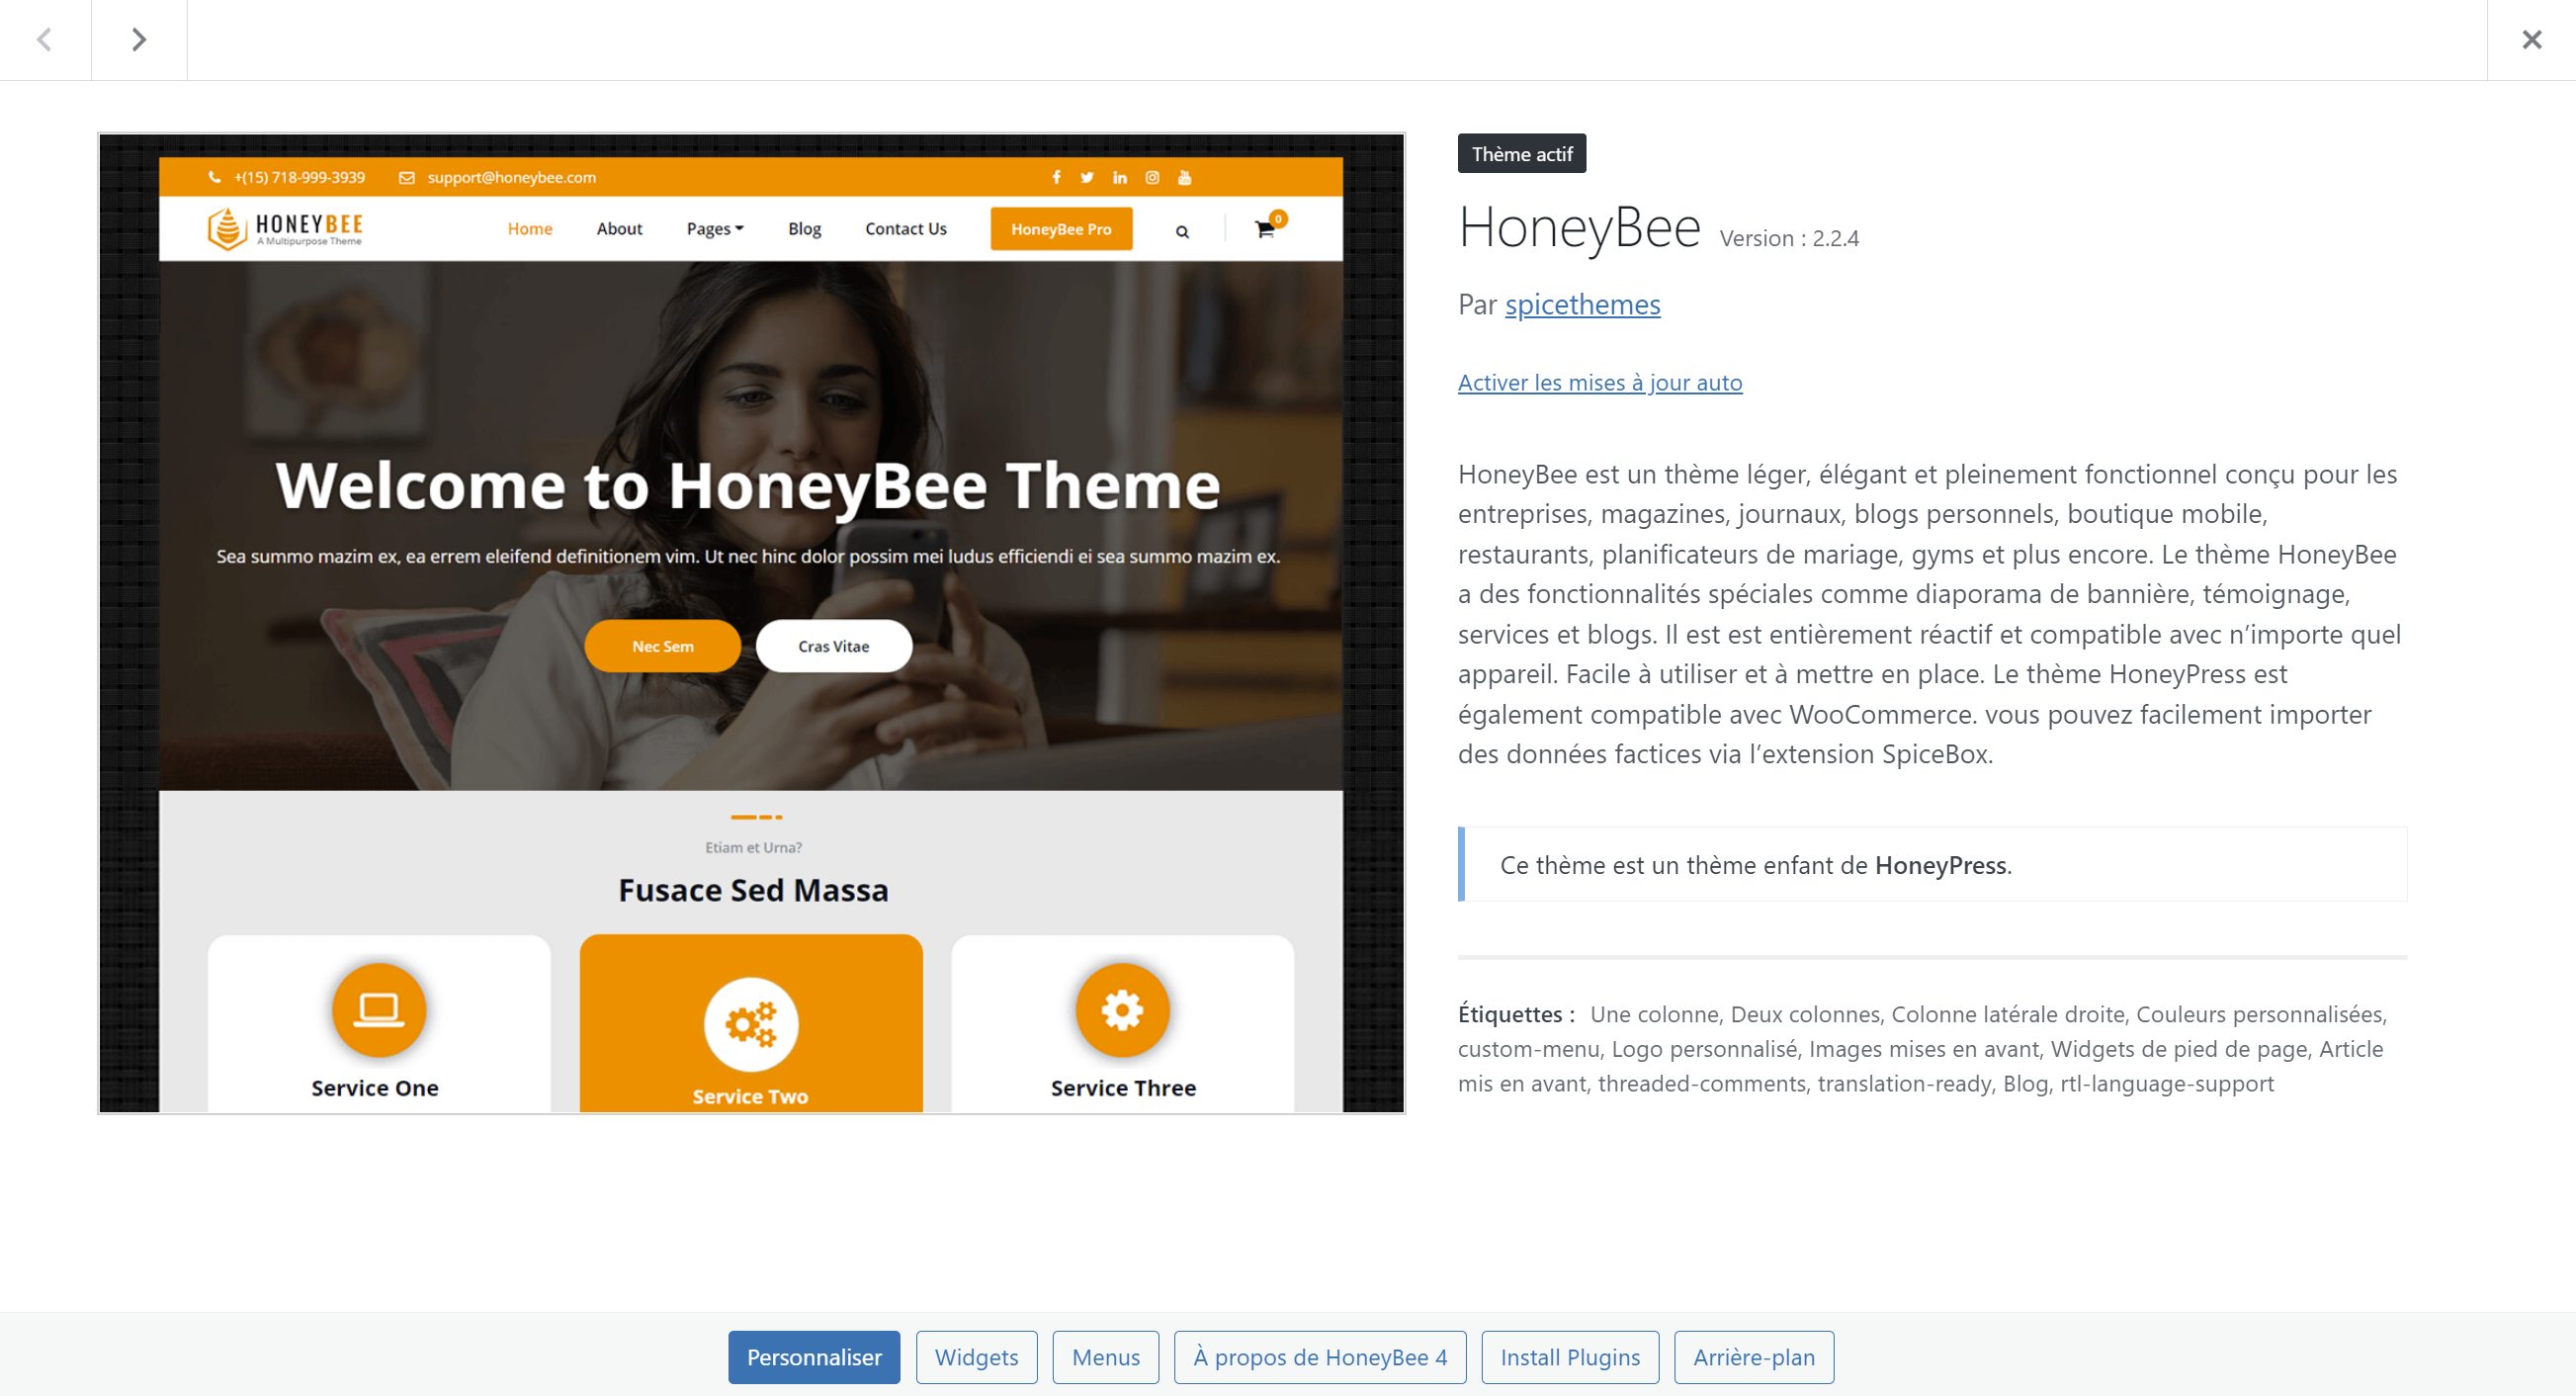 +(15) 718-999-3939 support@honeybee.com
HONEYBEE
A Multipurpose Theme
Home About Pages Blog Contact Us HoneyBee Pro 0
Welcome to HoneyBee Theme
Sea summo mazim ex, ea errem eleifend definitionem vim. Ut nec hinc dolor possim mei ludus efficiendi ei sea summo mazim ex.
Nec Sem Cras Vitae
Etiam et Urna?
Fusace Sed Massa
Service One Service Two Service Three
Thème actif
HoneyBee Version : 2.2.4
Par spicethemes
Activer les mises à jour auto
HoneyBee est un thème léger, élégant et pleinement fonctionnel conçu pour les
entreprises, magazines, journaux, blogs personnels, boutique mobile,
restaurants, planificateurs de mariage, gyms et plus encore. Le thème HoneyBee
a des fonctionnalités spéciales comme diaporama de bannière, témoignage,
services et blogs. Il est est entièrement réactif et compatible avec n’importe quel
appareil. Facile à utiliser et à mettre en place. Le thème HoneyPress est
également compatible avec WooCommerce. vous pouvez facilement importer
des données factices via l’extension SpiceBox.
Ce thème est un thème enfant de HoneyPress.
Étiquettes : Une colonne, Deux colonnes, Colonne latérale droite, Couleurs personnalisées,
custom-menu, Logo personnalisé, Images mises en avant, Widgets de pied de page, Article
mis en avant, threaded-comments, translation-ready, Blog, rtl-language-support
Personnaliser Widgets Menus À propos de HoneyBee 4 Install Plugins Arrière-plan